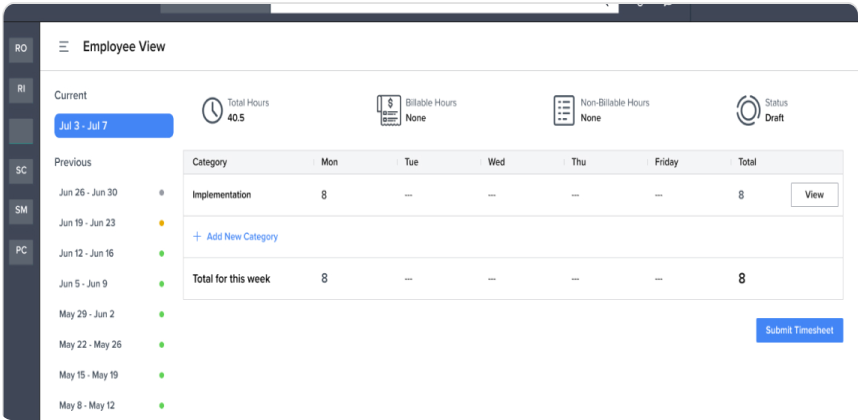 RO
RI
SC
SM
PC
Employee View
Current
Jul 3 - Jul 7
Previous
Jun 26 - Jun 30
Jun 19 - Jun 23
Jun 12 - Jun 16
Jun 5 - Jun 9
May 29 - Jun 2
May 22 - May 26
May 15 - May 19
May 8 - May 12
Total Hours
40.5
$
Billable Hours
None
Non-Billable Hours
None
Status
Draft
Category Mon Tue Wed Thu Friday Total
Implementation 8 --- --- --- --- 8 View
+ Add New Category
Total for this week 8 --- --- --- --- 8
Submit Timesheet